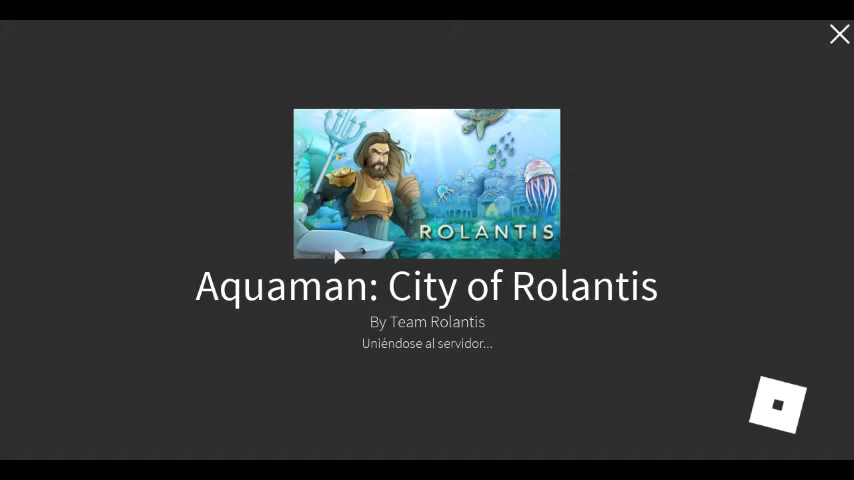 ROLANTIS
Aquaman: City of Rolantis
By Team Rolantis
Uniéndose al servidor...